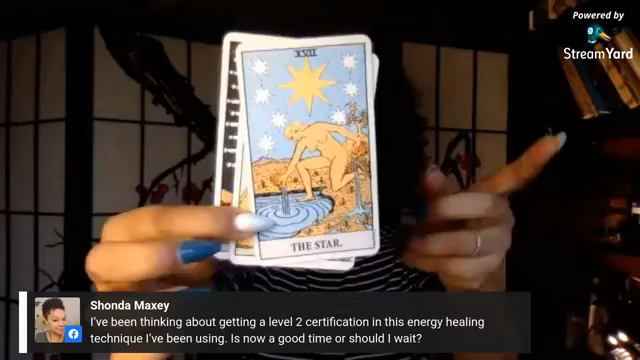 Powered by
StreamYard
XVII
THE STAR.
Shonda Maxey
I've been thinking about getting a level 2 certification in this energy healing
technique I've been using. Is now a good time or should I wait?